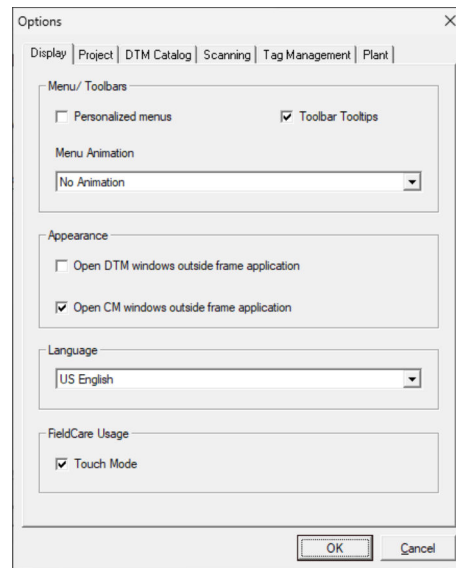 Options
Display Project DTM Catalog Scanning Tag Management Plant
Menu/ Toolbars
Personalized menus Toolbar Tooltips
Menu Animation
No Animation
Appearance
Open DTM windows outside frame application
Open CM windows outside frame application
Language
US English
FieldCare Usage
Touch Mode
OK Cancel